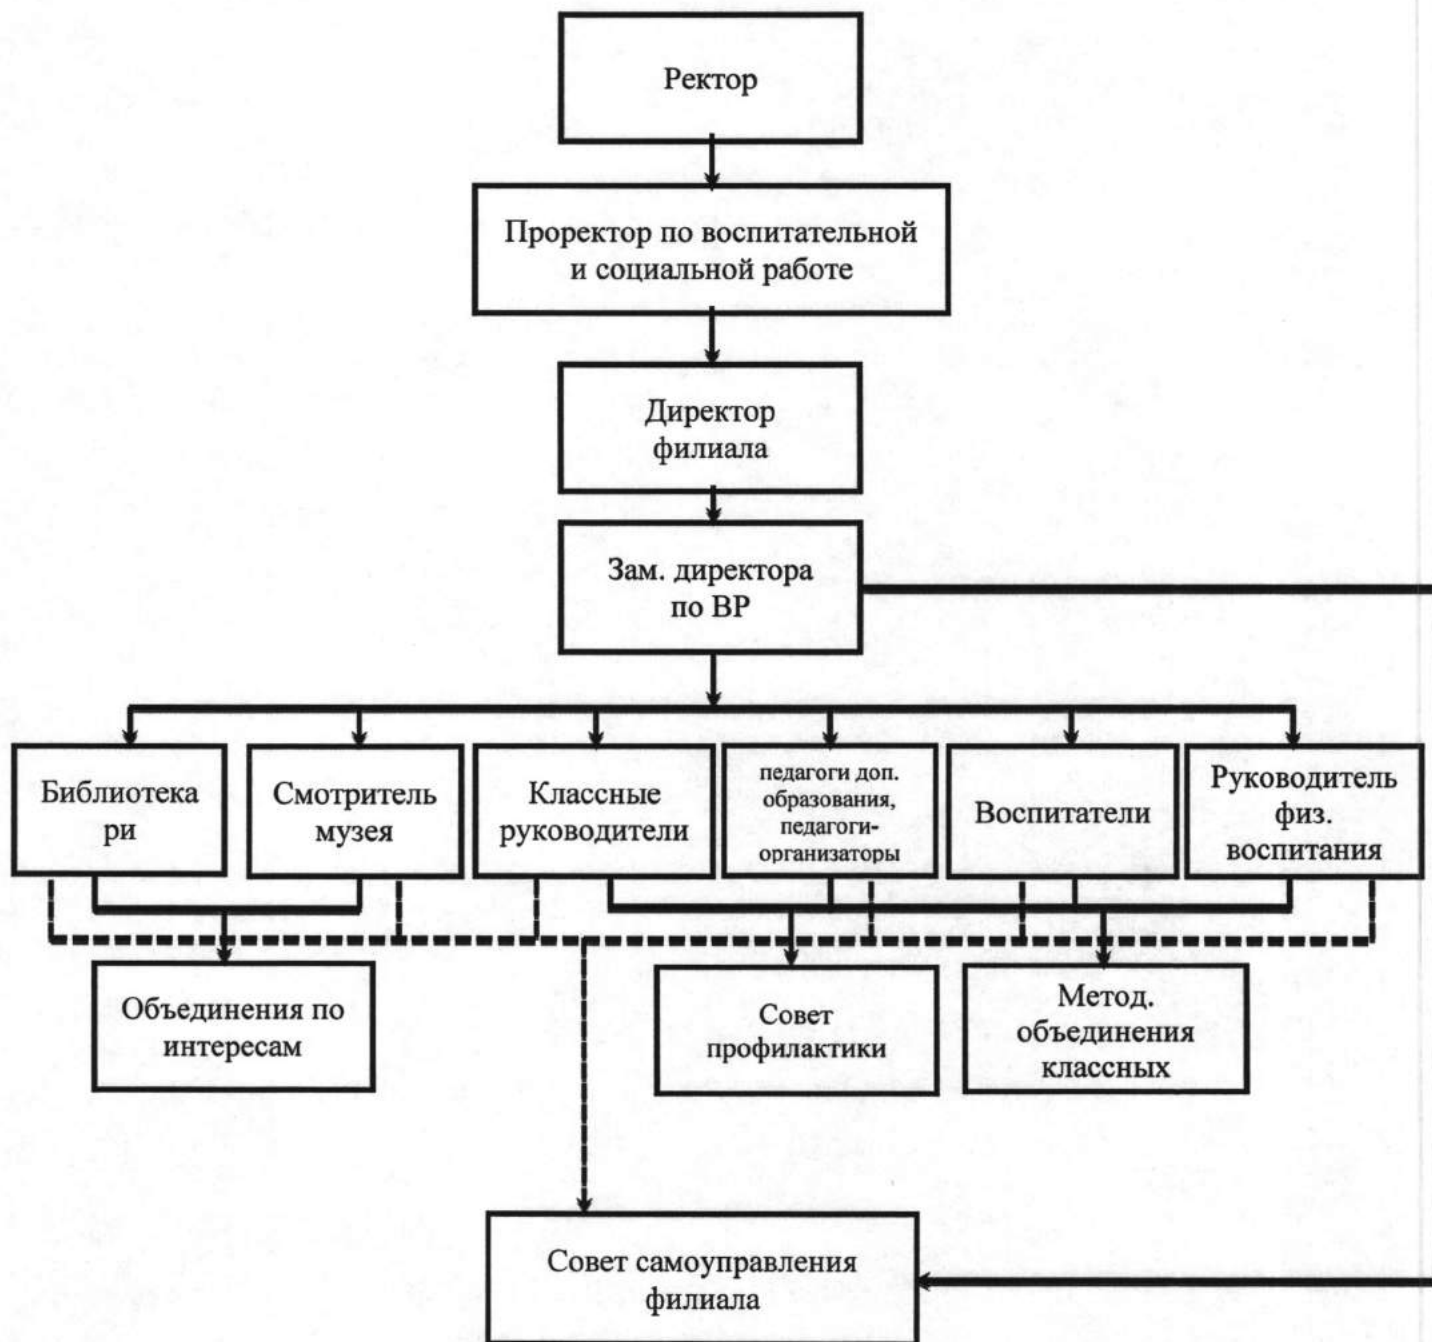 Ректор
Проректор по воспитательной
и социальной работе
Директор
филиала
Зам. директора
по ВР
Библиотека
ри
Смотритель
музея
Классные
руководители
педагоги доп.
образования,
педагоги-
организаторы
Воспитатели
Руководитель
физ.
воспитания
Объединения по
интересам
Совет
профилактики
Метод.
объединения
классных
Совет самоуправления
филиала